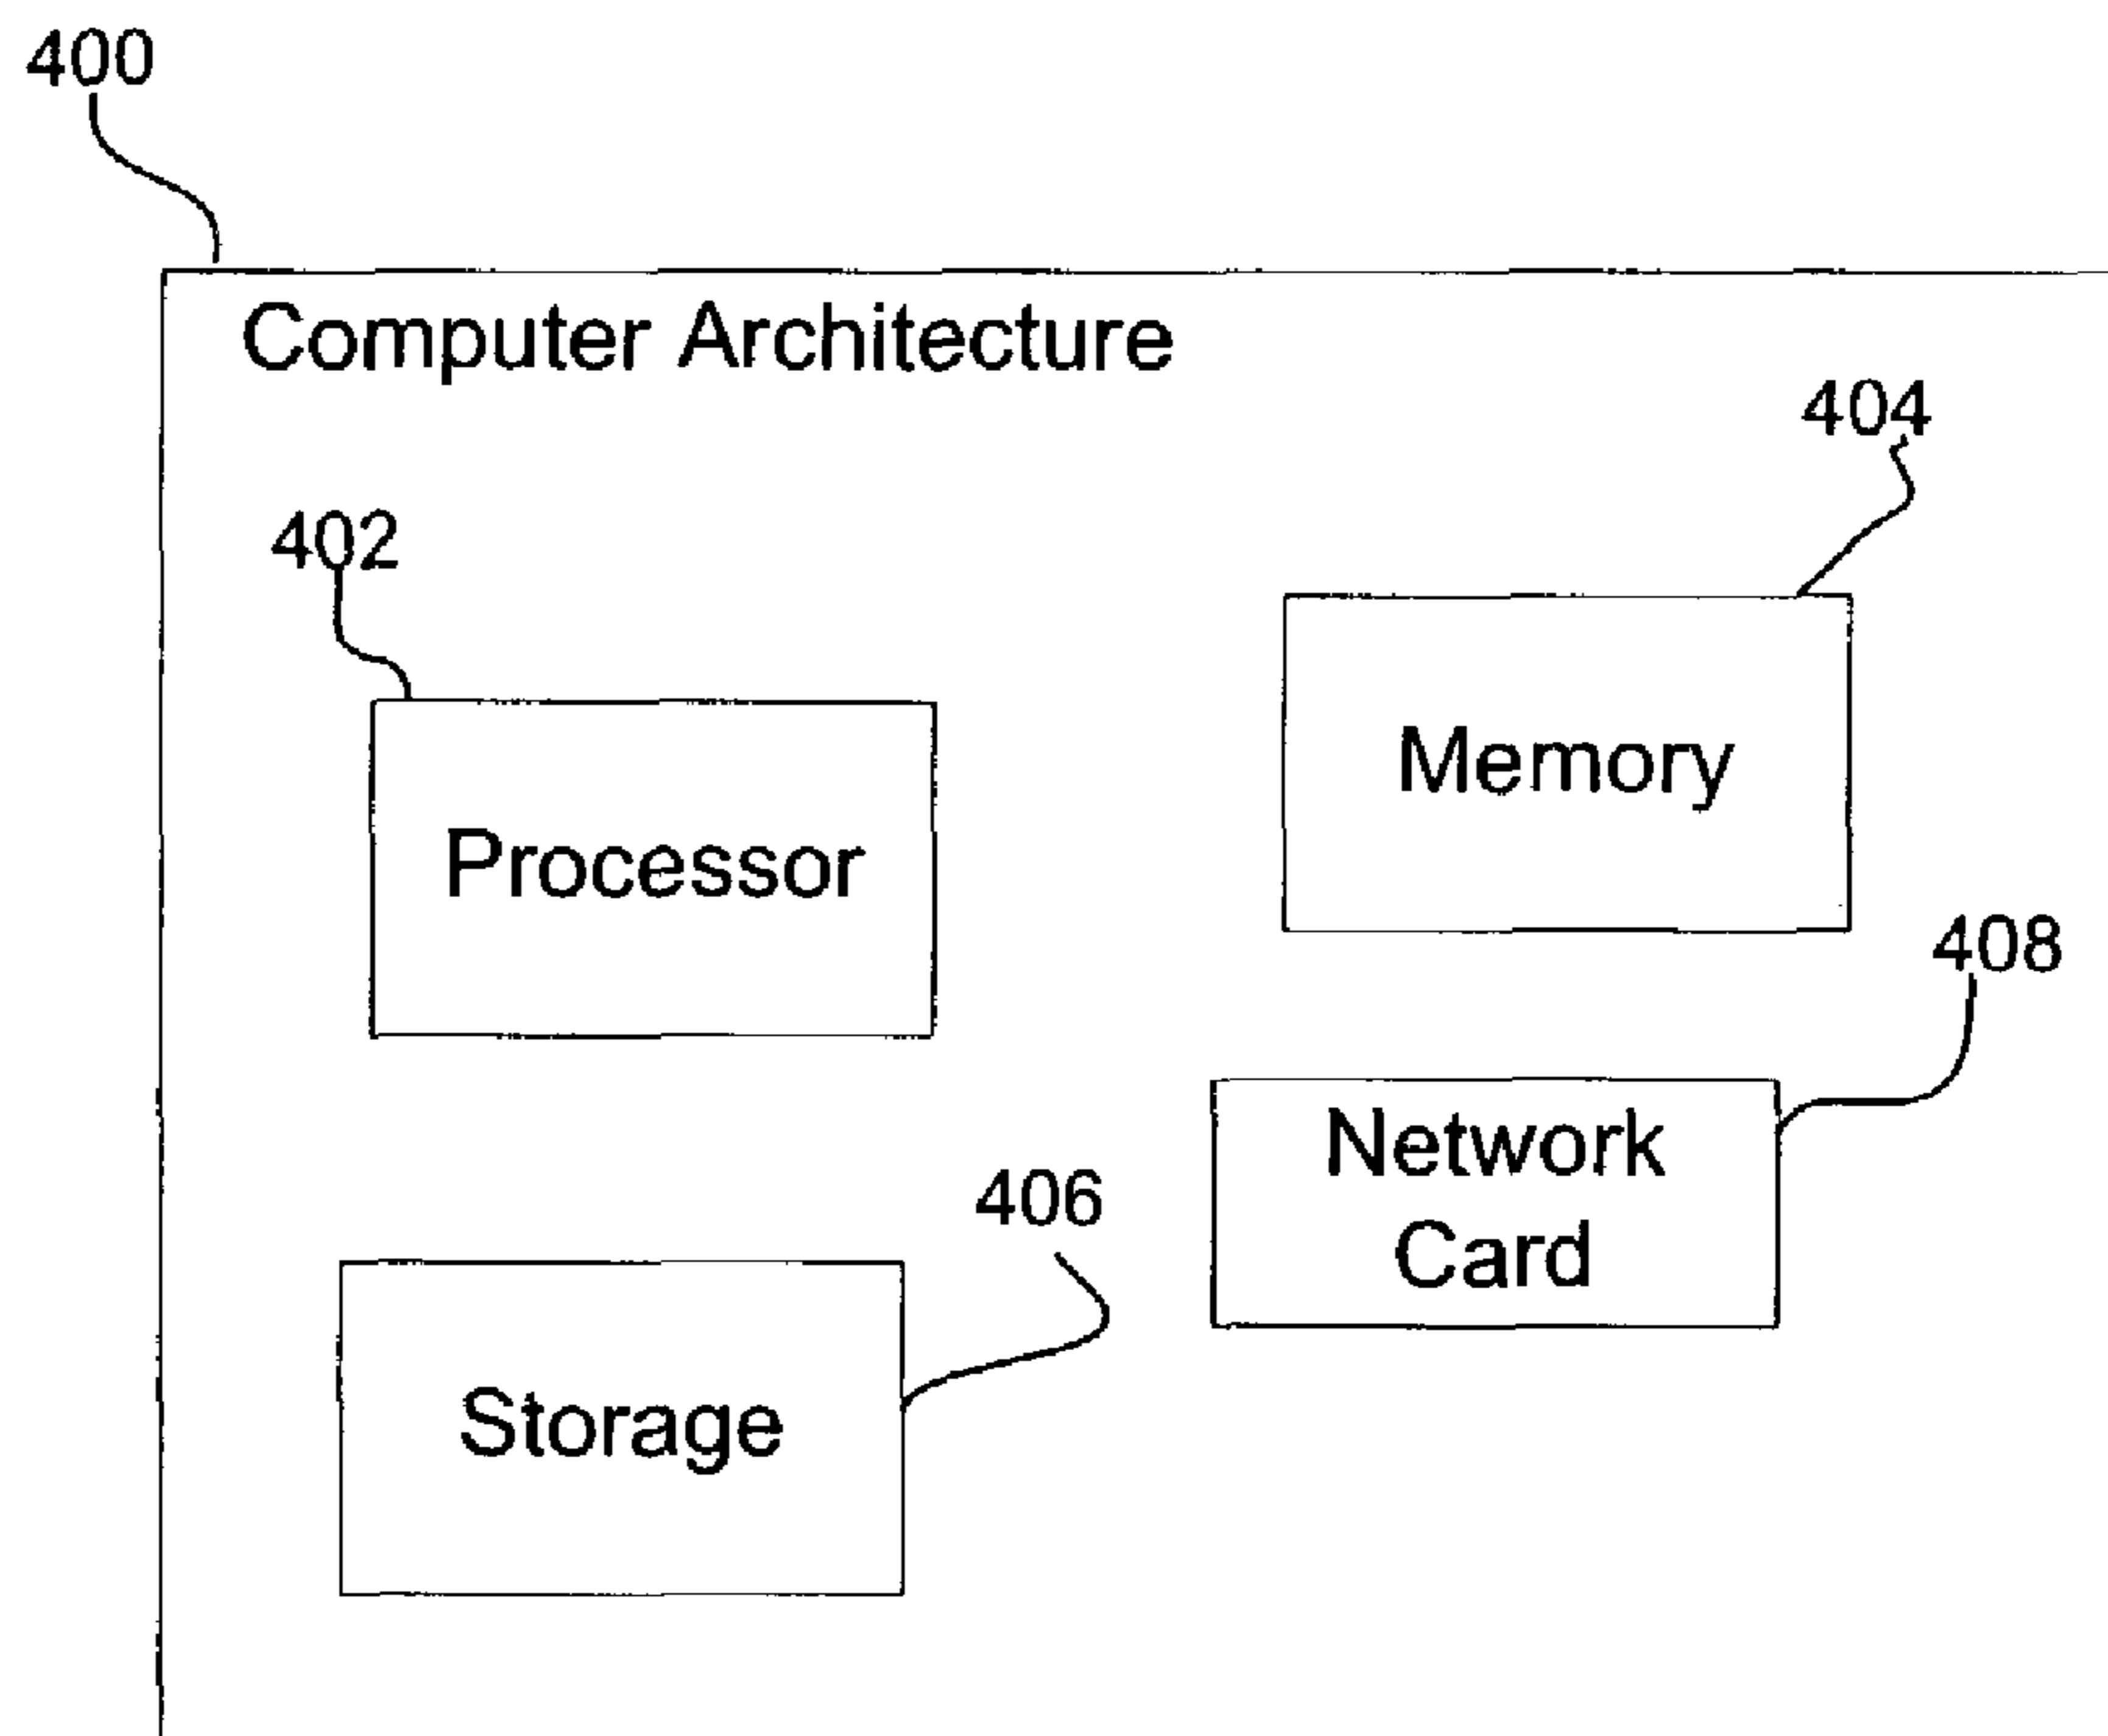 400
Computer Architecture
404
402
Memory
Processor
408
Network
Card
406
Storage